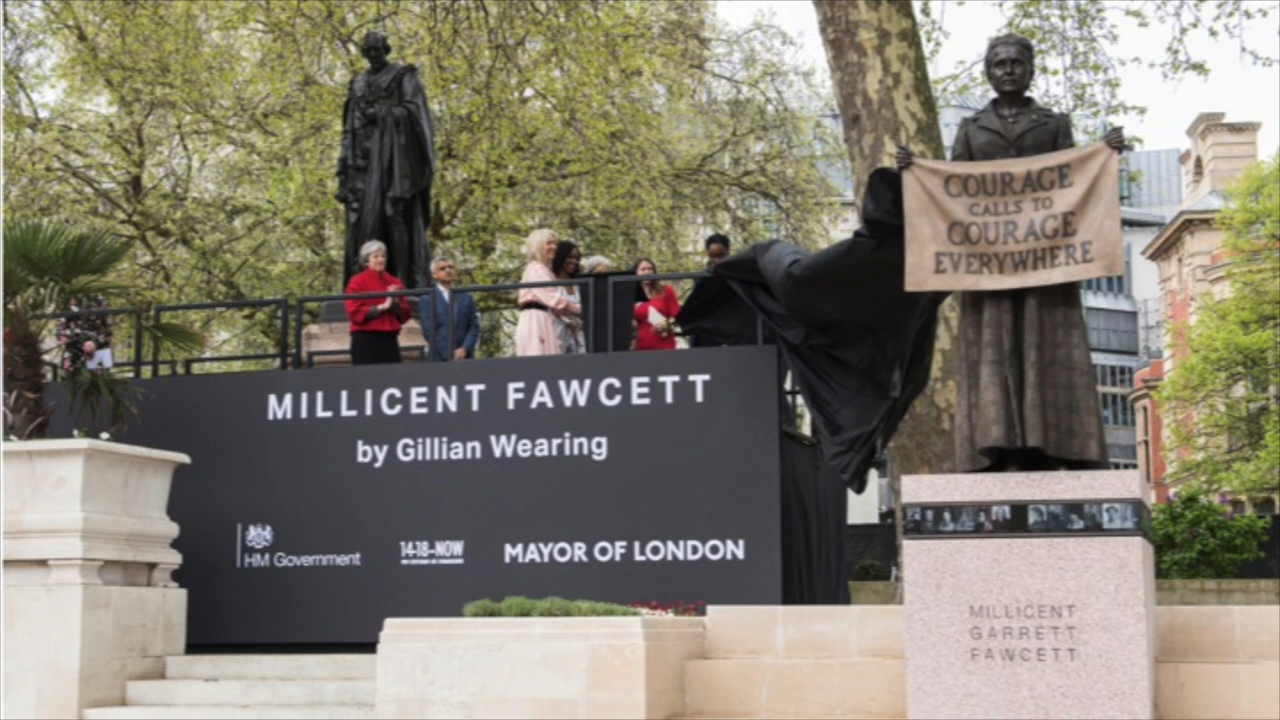 COURAGE
CALLS TO
COURAGE
EVERYWHERE
MILLICENT FAWCETT
by Gillian Wearing
HM Government
14-18-NOW
MAYOR OF LONDON
MILLICENT
GARRETT
FAWCETT